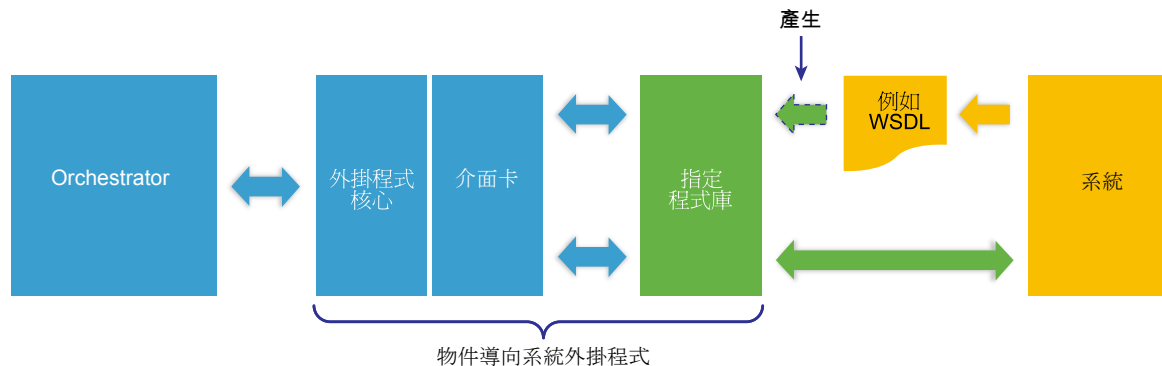 產生
例如
WSDL
Orchestrator
外掛程式
核心
介面卡
指定
程式庫
系統
物件導向系統外掛程式